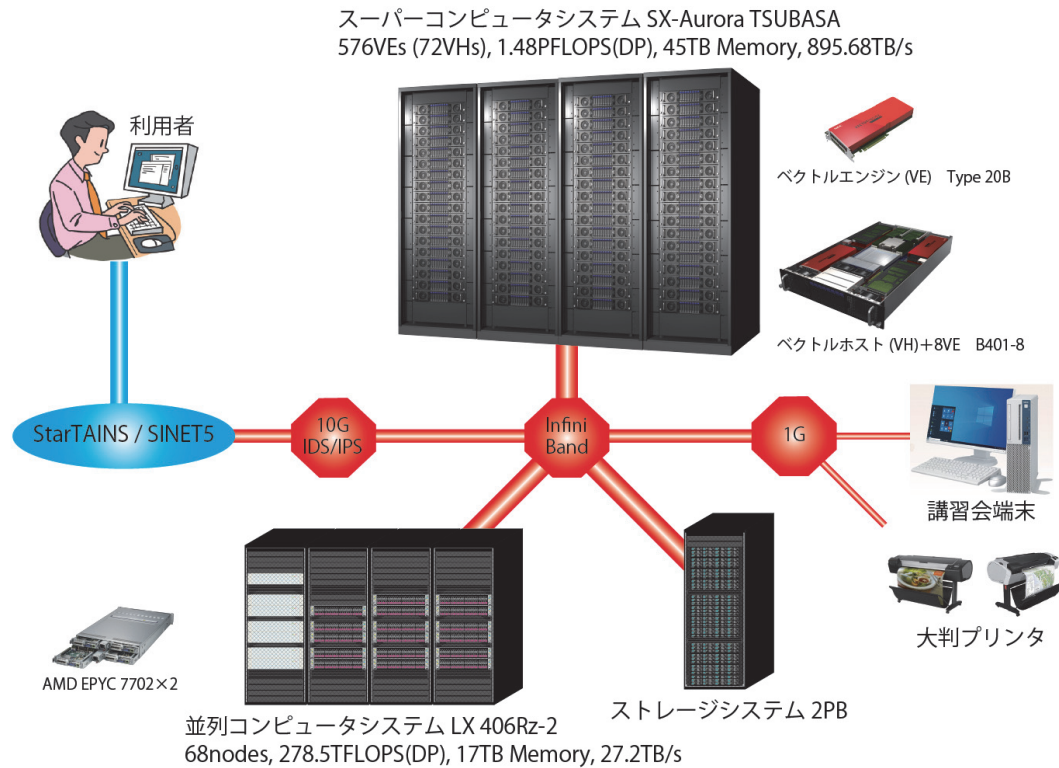 スーパーコンピュータシステム SX-Aurora TSUBASA
576VEs (72VHs), 1.48PFLOPS(DP), 45TB Memory, 895.68TB/s
利用者
ベクトルエンジン (VE) Type 20B
ベクトルホスト (VH)+8VE B401-8
StarTAINS / SINET5
10G
IDS/IPS
Infini
Band
1G
講習会端末
大判プリンタ
AMD EPYC 7702×2
ストレージシステム 2PB
並列コンピュータシステム LX 406Rz-2
68nodes, 278.5TFLOPS(DP), 17TB Memory, 27.2TB/s